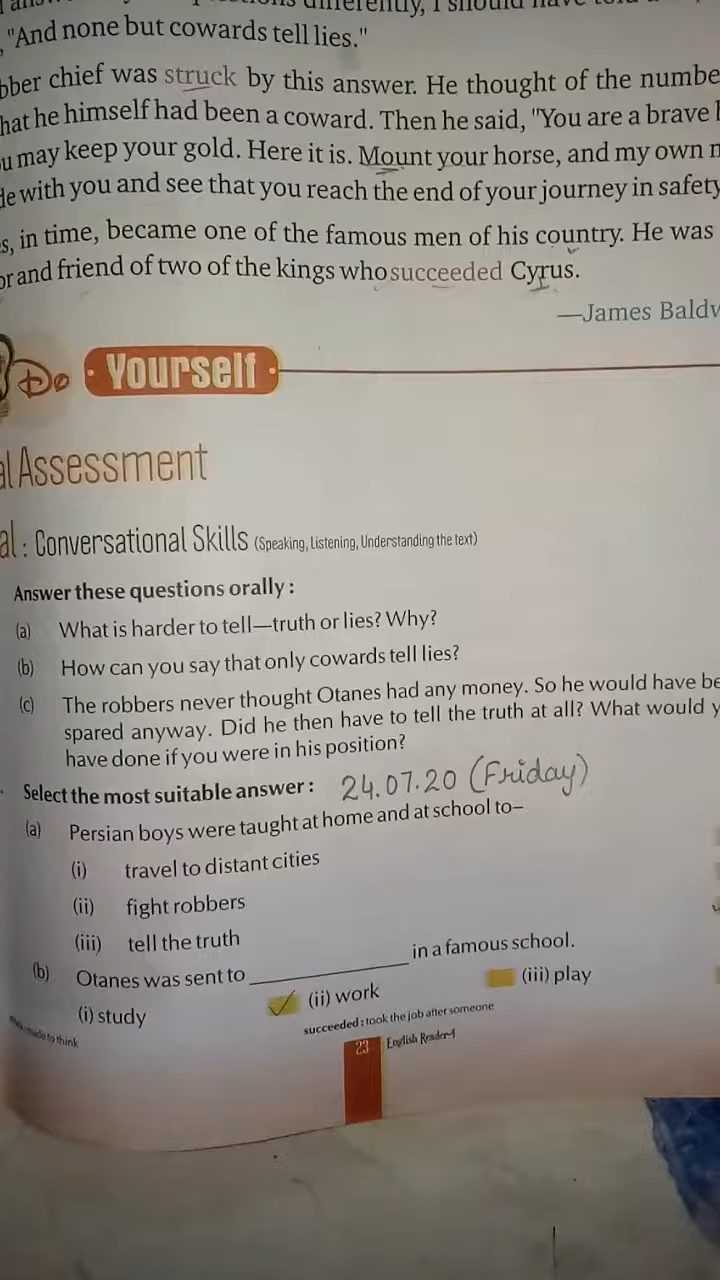 "And none but cowards tell lies."
chief was struck by this answer. He thought of the
he himself had been a coward. Then he said, "You are a brave
may keep your gold. Here it is. Mount your horse, and my own
with you and see that you reach the end of your journey in safety
in time, became one of the famous men of his country. He was
and friend of two of the kings who succeeded Cyrus.
—James
Do Yourself
Assessment
: Conversational Skills (Speaking, Listening, Understanding the text)
Answer these questions orally :
(a) What is harder to tell—truth or lies? Why?
(b) How can you say that only cowards tell lies?
(c) The robbers never thought Otanes had any money. So he would have
spared anyway. Did he then have to tell the truth at all? What would
have done if you were in his position?
Select the most suitable answer : 24.07.20 (Friday)
(a) Persian boys were taught at home and at school to–
(i) travel to distant cities
(ii) fight robbers
(iii) tell the truth
(b) Otanes was sent to ____________ in a famous school.
(i) study ✓ (ii) work (iii) play
made to think succeeded : took the job after someone
23 English Reader-4